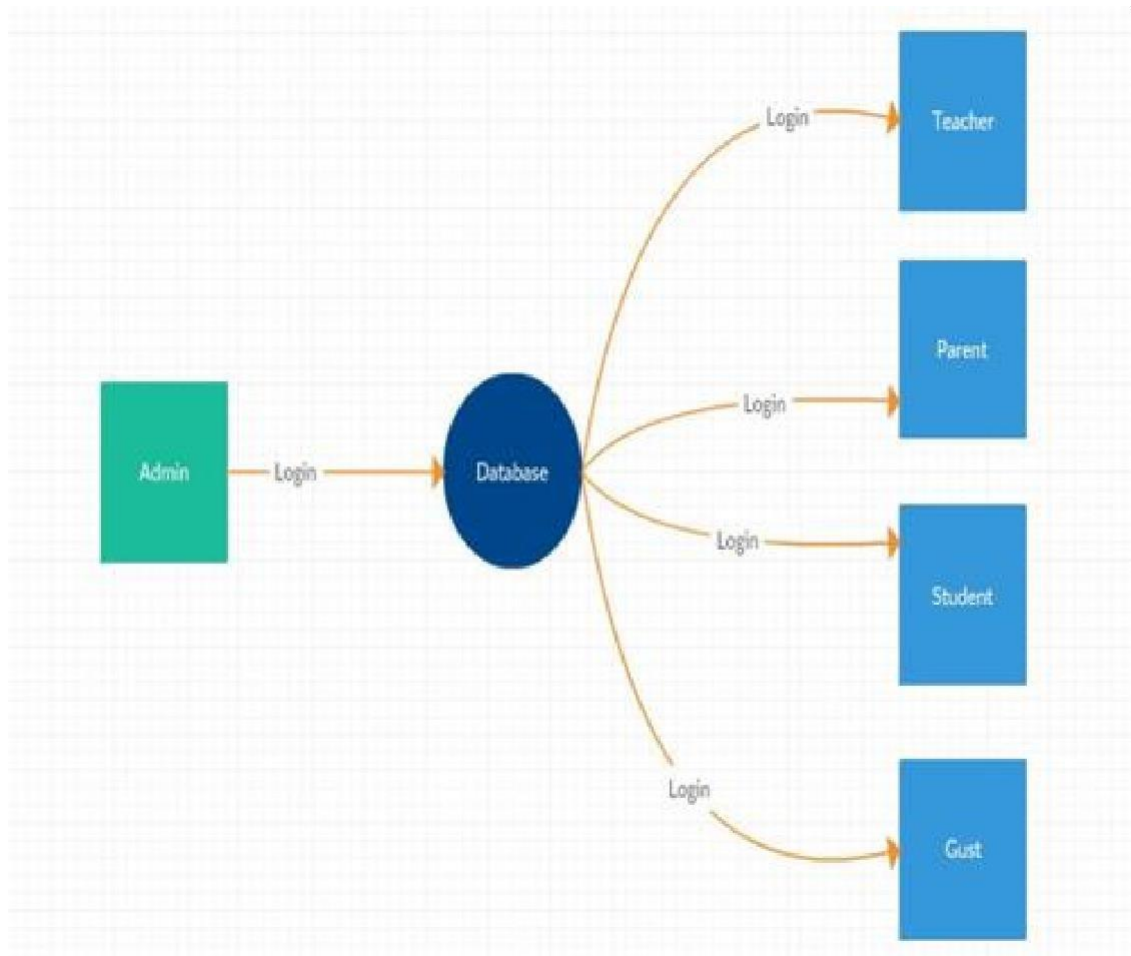 Login
Teacher
Login
Parent
Admin
Login
Database
Login
Student
Login
Gust